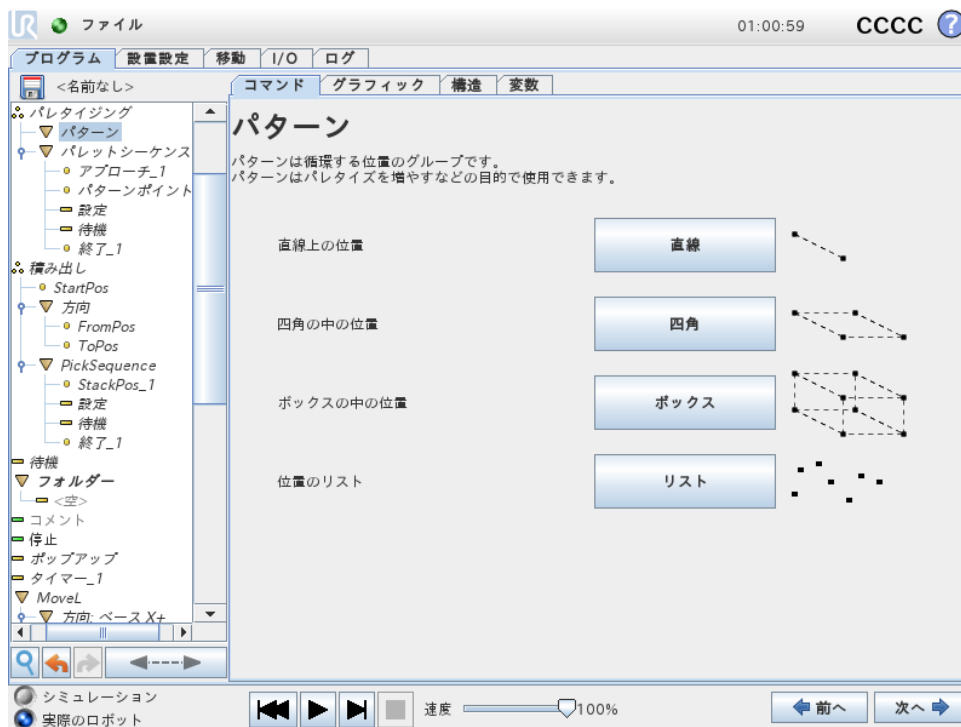 UR ファイル 01:00:59 CCCC ?
プログラム 設置設定 移動 I/O ログ
<名前なし>
コマンド グラフィック 構造 変数
パレタイジング
パターン
パレットシーケンス
アプローチ_1
パターンポイント
設定
待機
終了_1
積み出し
StartPos
方向
FromPos
ToPos
PickSequence
StackPos_1
設定
待機
終了_1
待機
フォルダー
<空>
コメント
停止
ポップアップ
タイマー_1
MoveL
方向: ベース X+
パターン
パターンは循環する位置のグループです。
パターンはパレタイズを増やすなどの目的で使用できます。
直線上の位置 直線
四角の中の位置 四角
ボックスの中の位置 ボックス
位置のリスト リスト
シミュレーション
実際のロボット
速度 100%
前へ 次へ